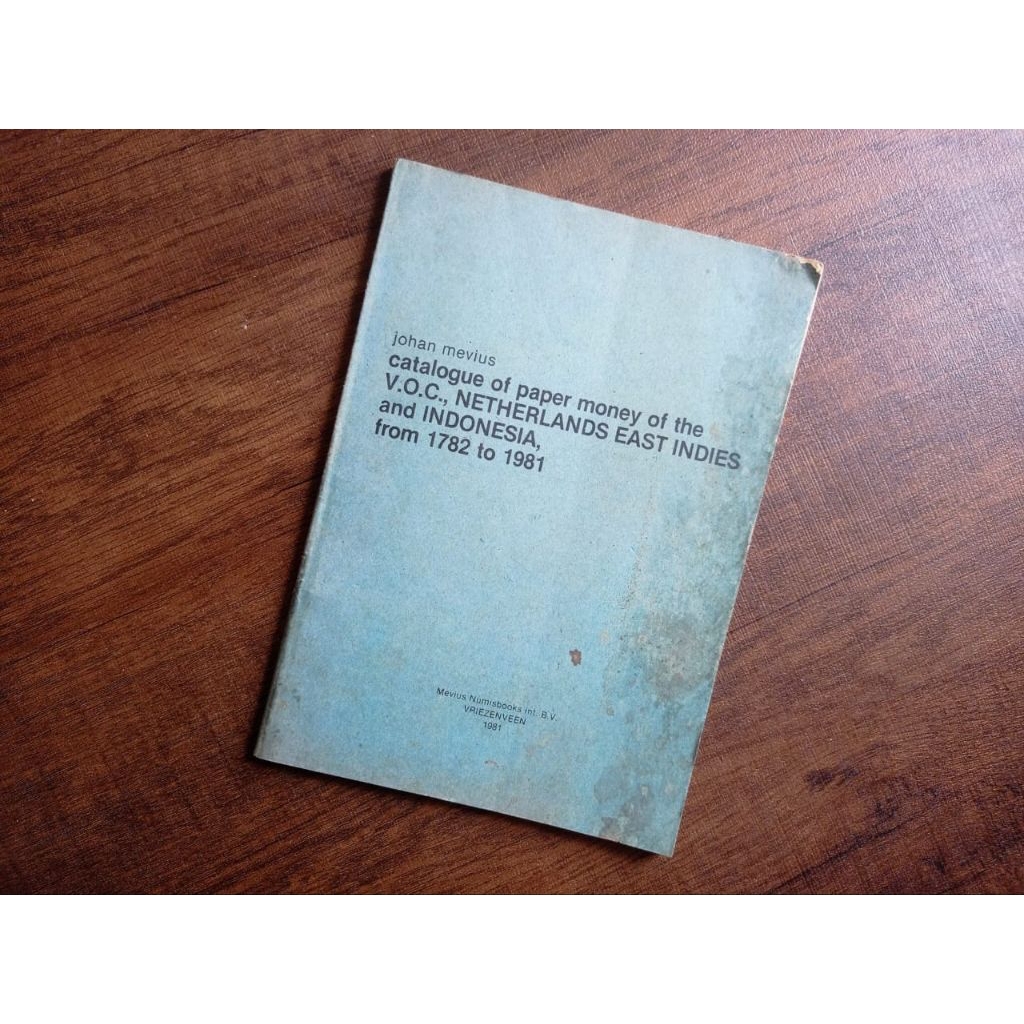 johan mevius
catalogue of paper money of the
V.O.C., NETHERLANDS EAST INDIES
and INDONESIA,
from 1782 to 1981
Mevius Numisbooks int. B.V.
VRIEZENVEEN
1981